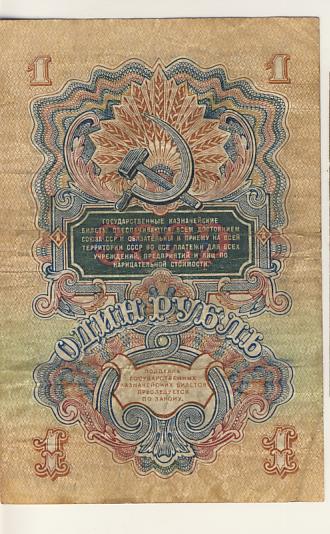 1 1
ГОСУДАРСТВЕННЫЕ КАЗНАЧЕЙСКИЕ
БИЛЕТЫ ОБЕСПЕЧИВАЮТСЯ ВСЕМ ДОСТОЯНИЕМ
СОЮЗА ССР И ОБЯЗАТЕЛЬНЫ К ПРИЕМУ НА ВСЕЙ
ТЕРРИТОРИИ СССР ВО ВСЕ ПЛАТЕЖИ ДЛЯ ВСЕХ
УЧРЕЖДЕНИЙ, ПРЕДПРИЯТИЙ И ЛИЦ ПО
НАРИЦАТЕЛЬНОЙ СТОИМОСТИ.
ОДИН РУБЛЬ
ПОДДЕЛКА
ГОСУДАРСТВЕННЫХ
КАЗНАЧЕЙСКИХ БИЛЕТОВ
ПРЕСЛЕДУЕТСЯ
ПО ЗАКОНУ.
1 1